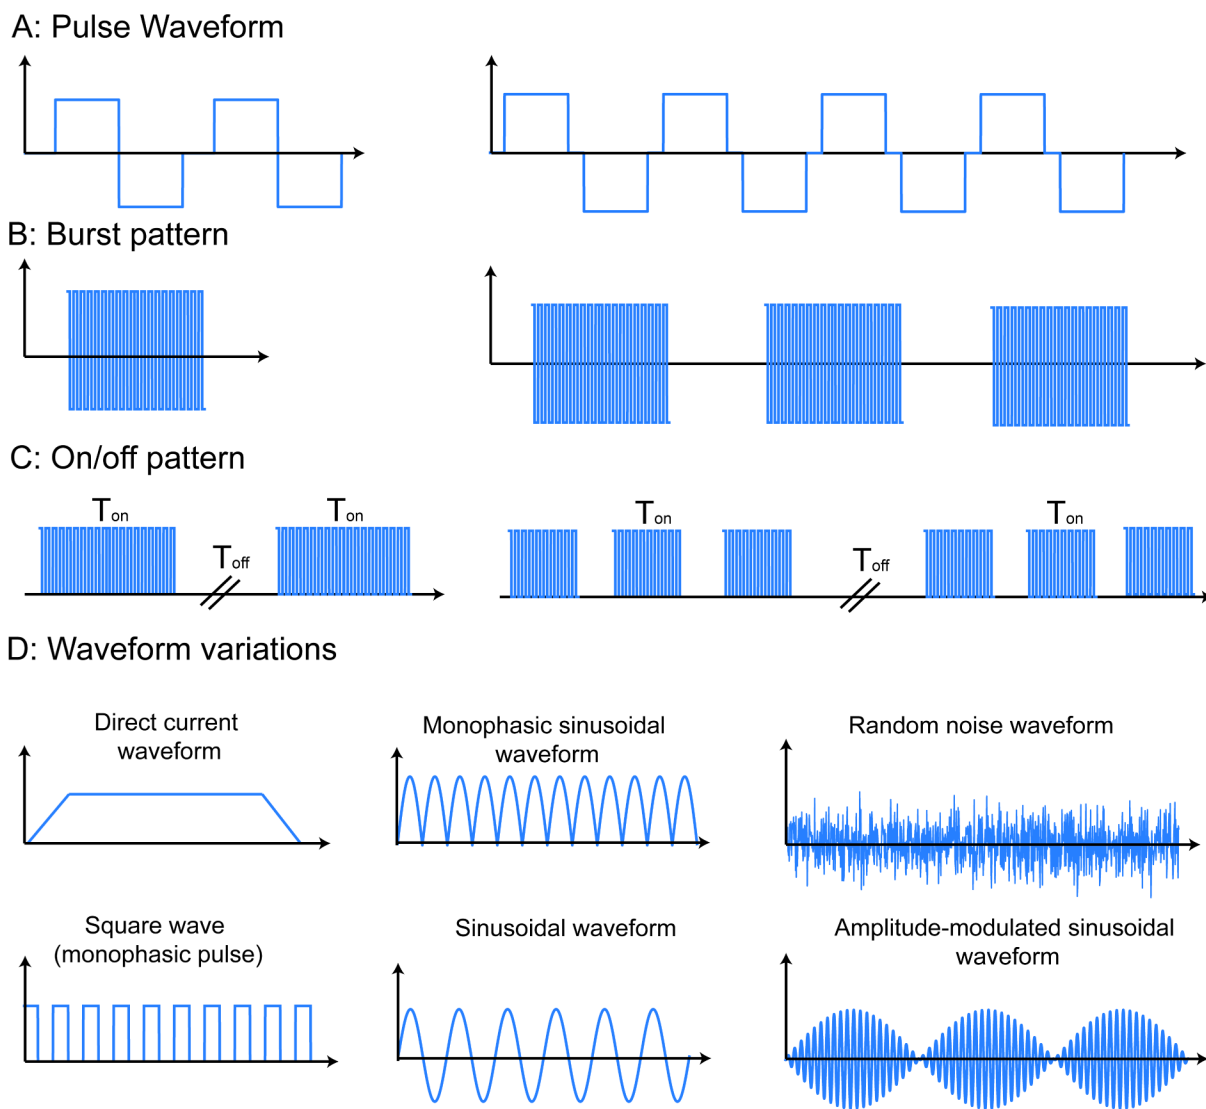 A: Pulse Waveform
B: Burst pattern
C: On/off pattern
Ton
Toff
Ton
Ton
Toff
Ton
D: Waveform variations
Direct current
waveform
Monophasic sinusoidal
waveform
Random noise waveform
Square wave
(monophasic pulse)
Sinusoidal waveform
Amplitude-modulated sinusoidal
waveform